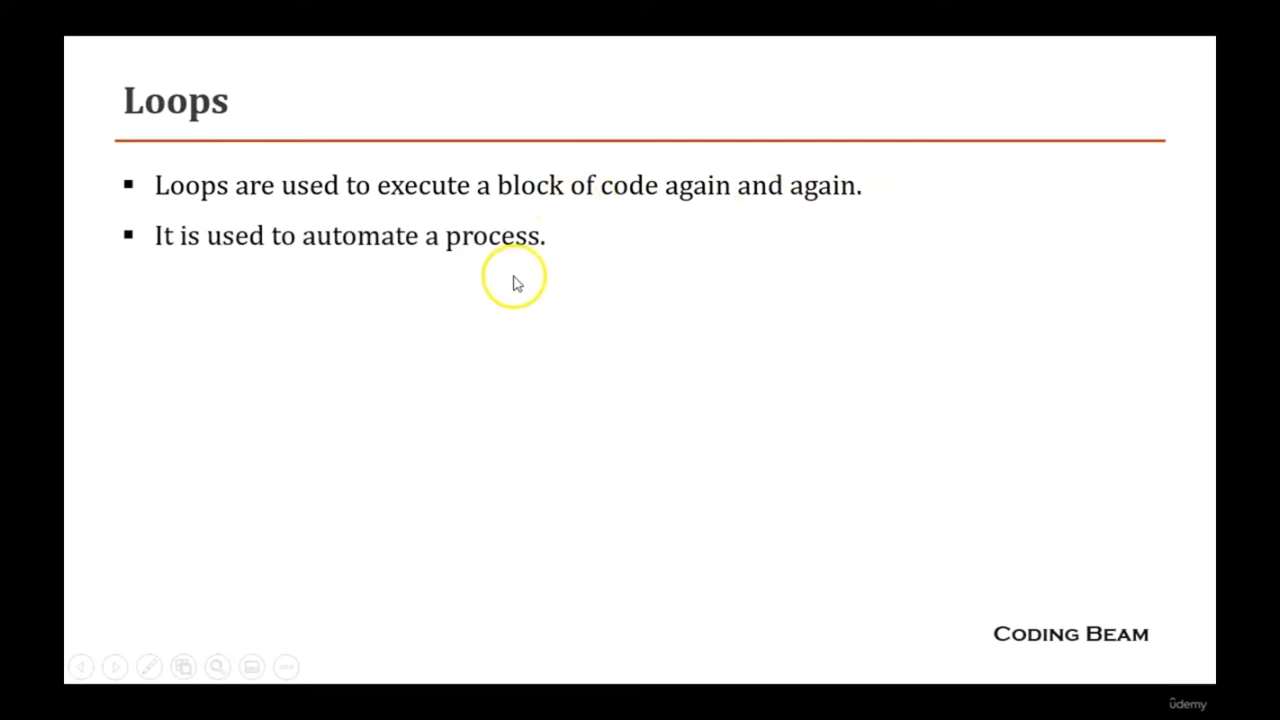 Loops
▪ Loops are used to execute a block of code again and again.
▪ It is used to automate a process.
CODING BEAM
ûdemy